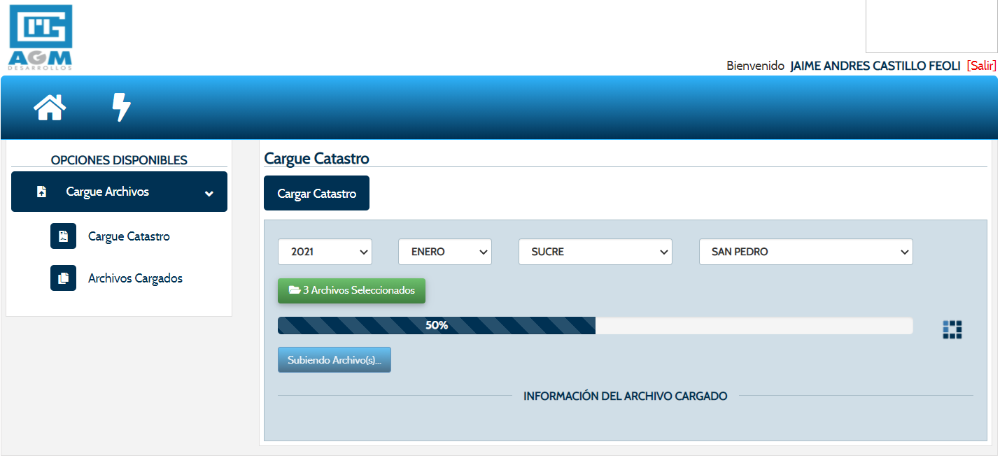 AGM
DESARROLLOS
Bienvenido JAIME ANDRES CASTILLO FEOLI [Salir]
OPCIONES DISPONIBLES
Cargue Archivos
Cargue Catastro
Archivos Cargados
Cargue Catastro
Cargar Catastro
2021 ENERO SUCRE SAN PEDRO
3 Archivos Seleccionados
50%
Subiendo Archivo(s)...
INFORMACIÓN DEL ARCHIVO CARGADO